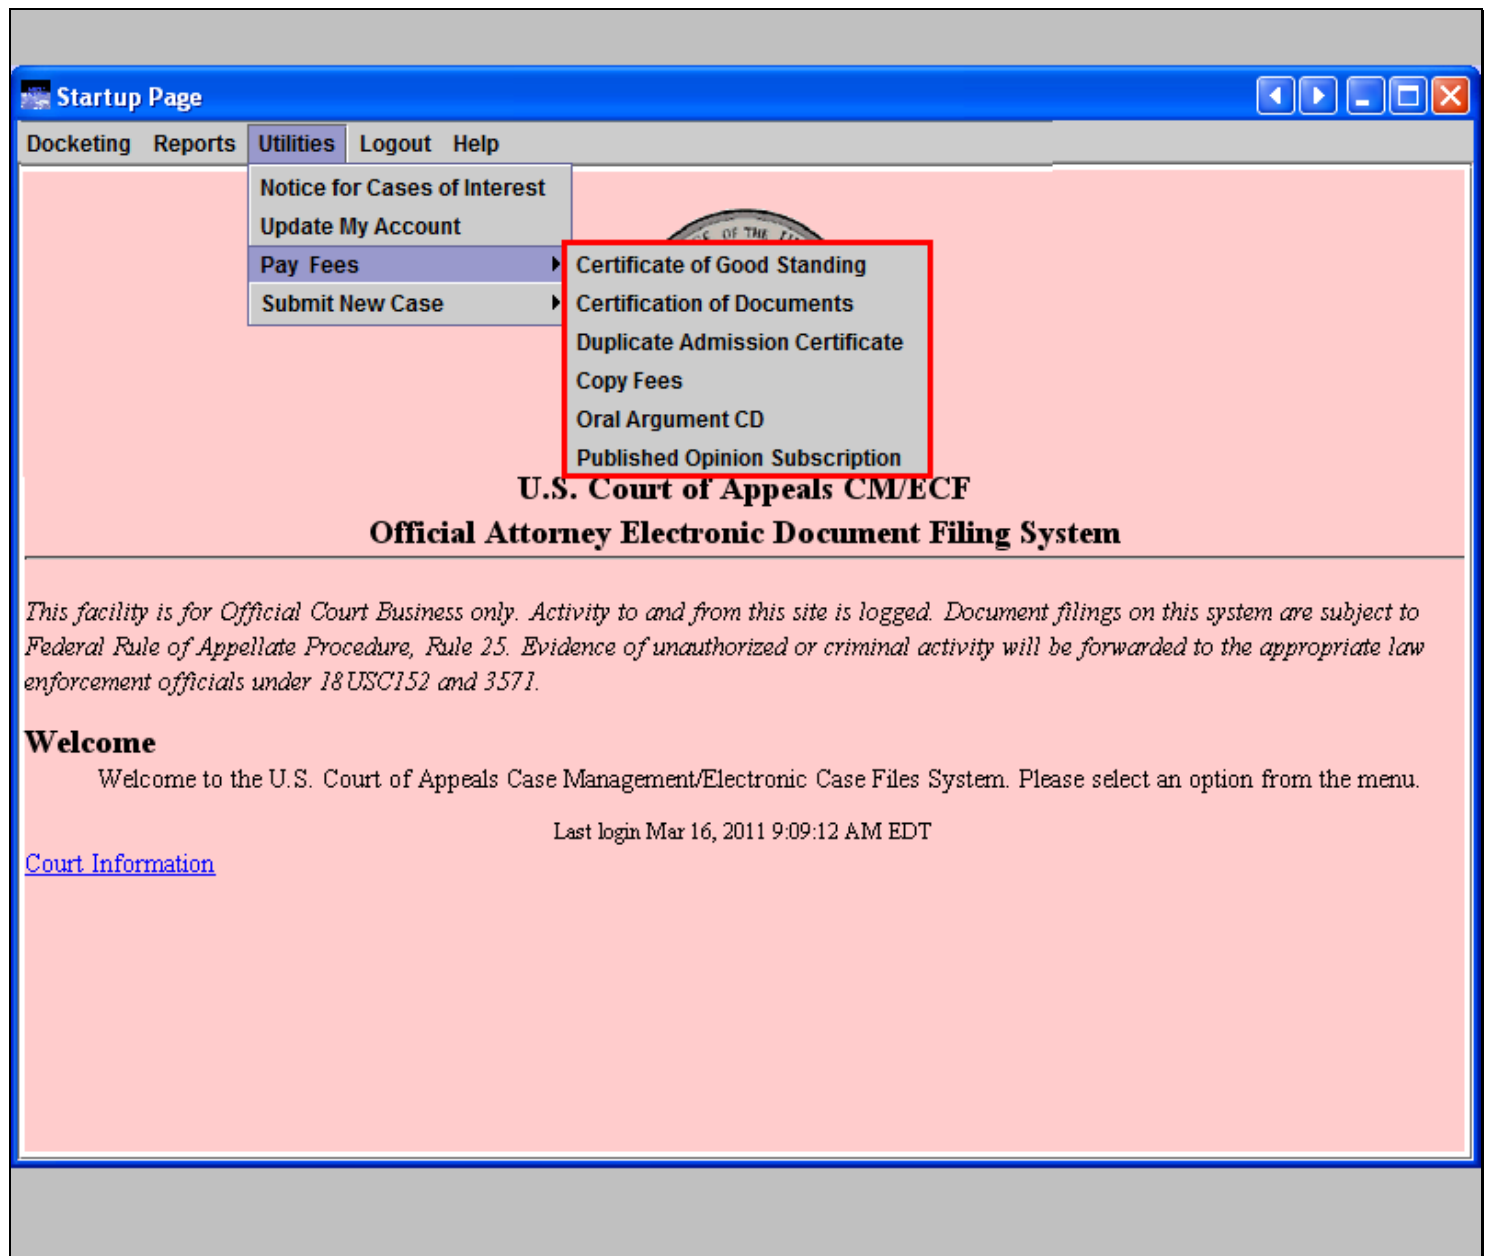 Startup Page
Docketing Reports Utilities Logout Help
Notice for Cases of Interest
Update My Account
Pay Fees
Submit New Case
OF THE
Certificate of Good Standing
Certification of Documents
Duplicate Admission Certificate
Copy Fees
Oral Argument CD
Published Opinion Subscription
U.S. Court of Appeals CM/ECF
Official Attorney Electronic Document Filing System
This facility is for Official Court Business only. Activity to and from this site is logged. Document filings on this system are subject to
Federal Rule of Appellate Procedure, Rule 25. Evidence of unauthorized or criminal activity will be forwarded to the appropriate law
enforcement officials under 18 USC152 and 3571.
Welcome
Welcome to the U.S. Court of Appeals Case Management/Electronic Case Files System. Please select an option from the menu.
Last login Mar 16, 2011 9:09:12 AM EDT
Court Information